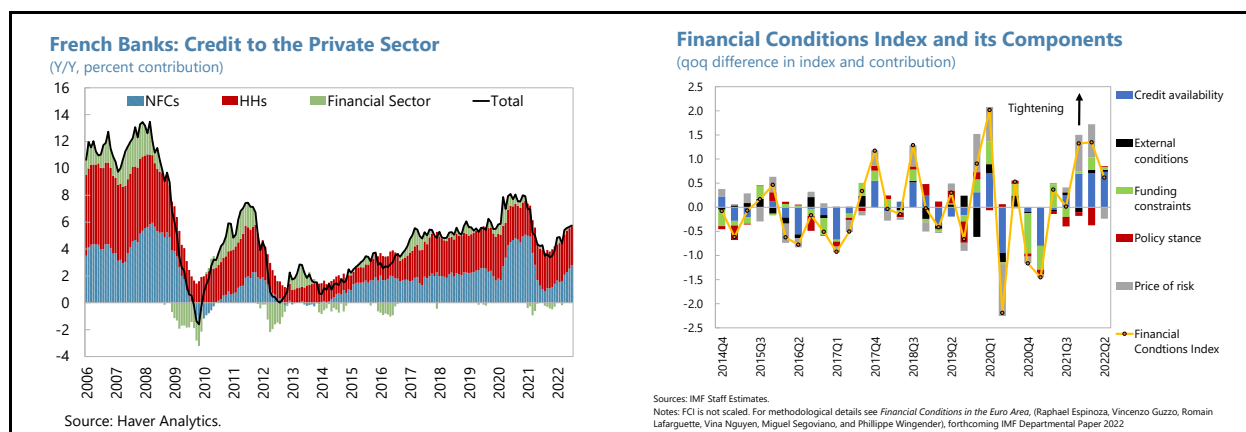 French Banks: Credit to the Private Sector
(Y/Y, percent contribution)
16
14
12
10
8
6
4
2
0
-2
-4
NFCs
HHs
Financial Sector
Total
2006
2007
2008
2009
2010
2011
2012
2013
2014
2015
2016
2017
2018
2019
2020
2021
2022
Source: Haver Analytics.
Financial Conditions Index and its Components
(qoq difference in index and contribution)
2.5
2.0
1.5
1.0
0.5
0.0
-0.5
-1.0
-1.5
-2.0
-2.5
Tightening
2014Q4
2015Q3
2016Q2
2017Q1
2017Q4
2018Q3
2019Q2
2020Q1
2020Q4
2021Q3
2022Q2
Credit availability
External
conditions
Funding
constraints
Policy stance
Price of risk
Financial
Condtions Index
Sources: IMF Staff Estimates.
Notes: FCI is not scaled. For methodological details see Financial Conditions in the Euro Area, (Raphael Espinoza, Vincenzo Guzzo, Romain
Lafarguette, Vina Nguyen, Miguel Segoviano, and Phillippe Wingender), forthcoming IMF Departmental Paper 2022